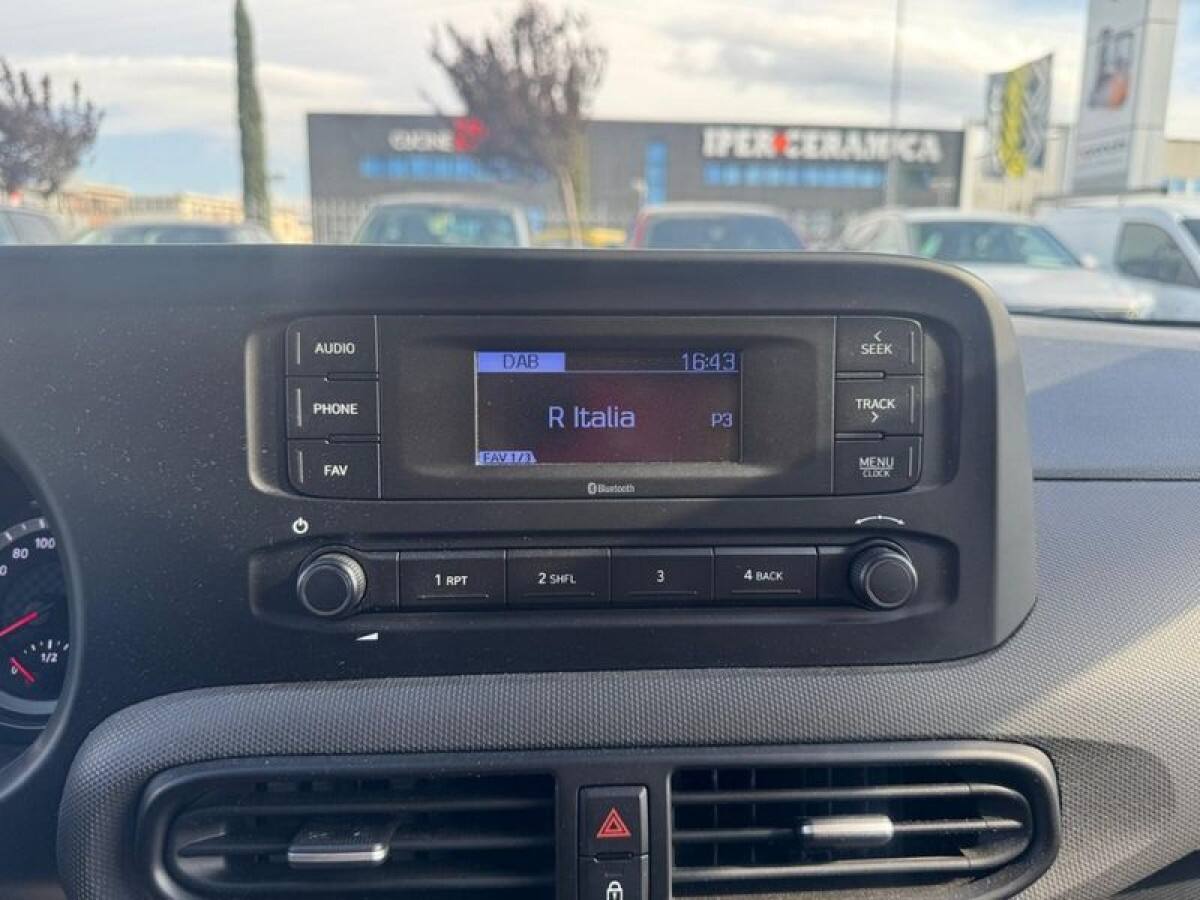 IPERCERAMICA
AUDIO
PHONE
FAV
DAB 16:43
R Italia P3
FAV 1/3
Bluetooth
SEEK
TRACK
MENU
CLOCK
1 RPT
2 SHFL
3
4 BACK
80
100
1/2
0